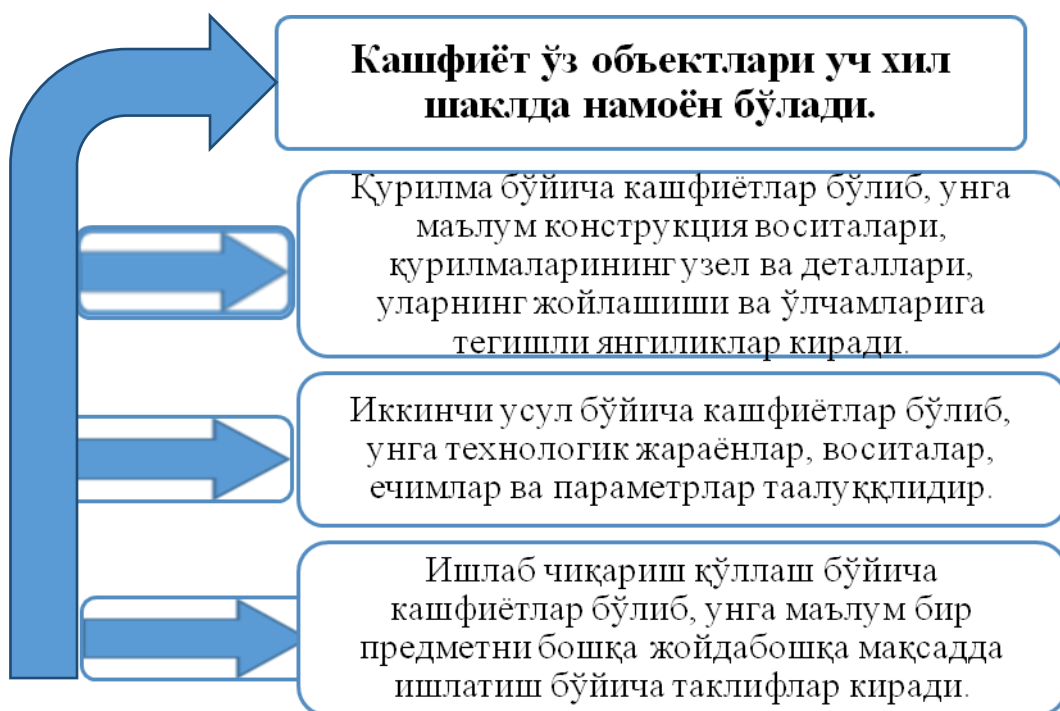 Кашфиёт ўз объектлари уч хил
шаклда намоён бўлади.
Қурилма бўйича кашфиётлар бўлиб, унга
маълум конструкция воситалари,
қурилмаларининг узел ва деталлари,
уларнинг жойлашиши ва ўлчамларига
тегишли янгиликлар киради.
Иккинчи усул бўйича кашфиётлар бўлиб,
унга технологик жараёнлар, воситалар,
ечимлар ва параметрлар таалуққлидир.
Ишлаб чиқариш қўллаш бўйича
кашфиётлар бўлиб, унга маълум бир
предметни бошқа жойдабошқа мақсадда
ишлатиш бўйича таклифлар киради.